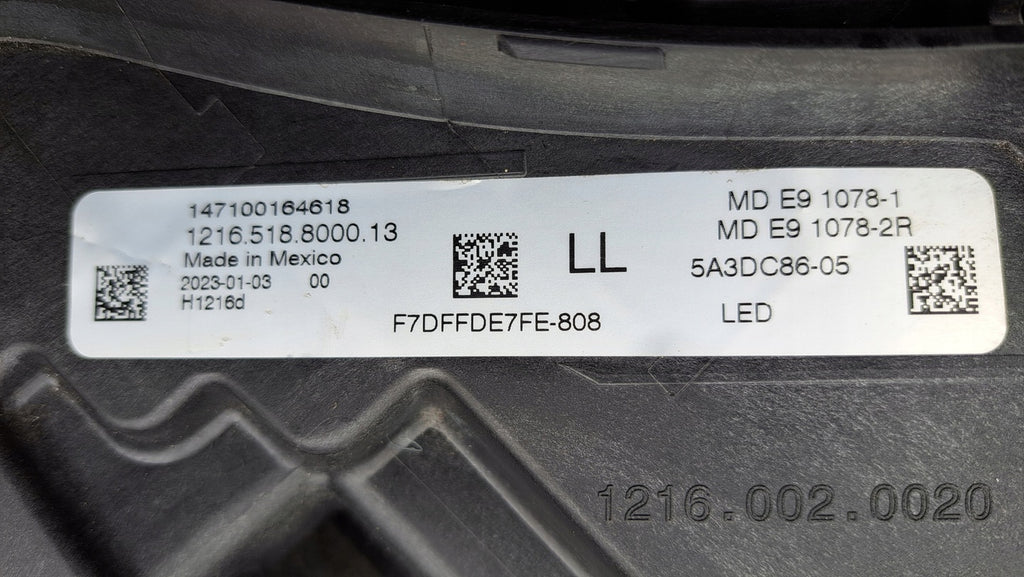 147100164618
1216.518.8000.13
Made in Mexico
2023-01-03 00
H1216d
LL
F7DFFDE7FE-808
MD E9 1078-1
MD E9 1078-2R
5A3DC86-05
LED
1216.002.0020